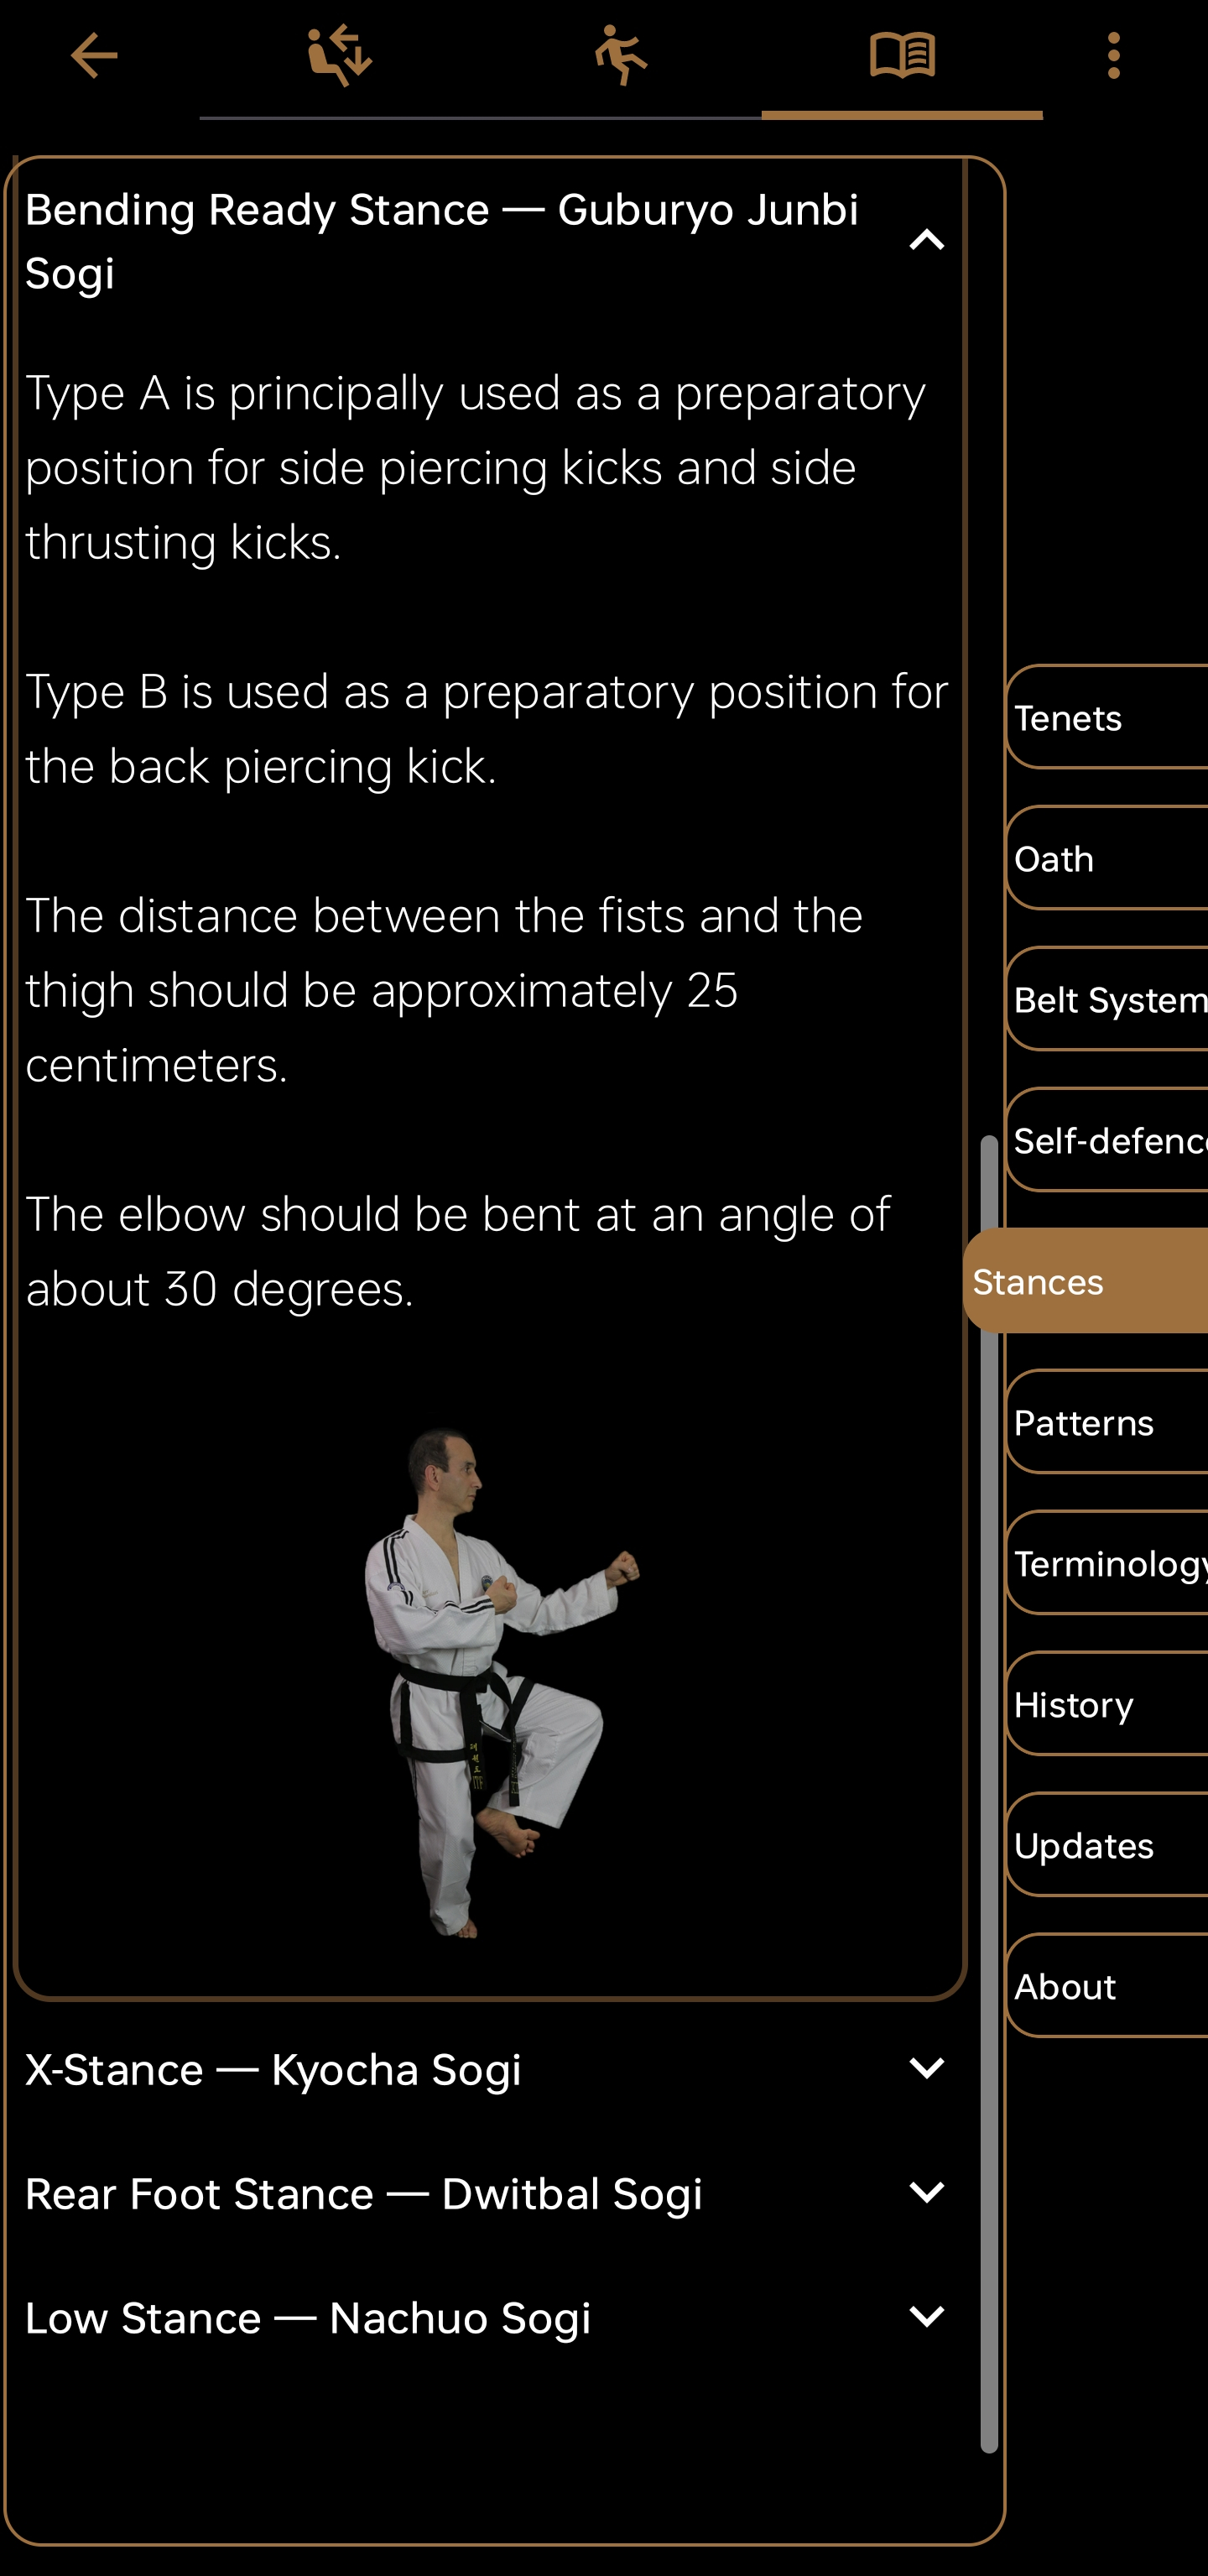 Bending Ready Stance — Guburyo Junbi
Sogi
Type A is principally used as a preparatory
position for side piercing kicks and side
thrusting kicks.
Type B is used as a preparatory position for
the back piercing kick.
The distance between the fists and the
thigh should be approximately 25
centimeters.
The elbow should be bent at an angle of
about 30 degrees.
X-Stance — Kyocha Sogi
Rear Foot Stance — Dwitbal Sogi
Low Stance — Nachuo Sogi
Tenets
Oath
Belt System
Self-defence
Stances
Patterns
Terminology
History
Updates
About